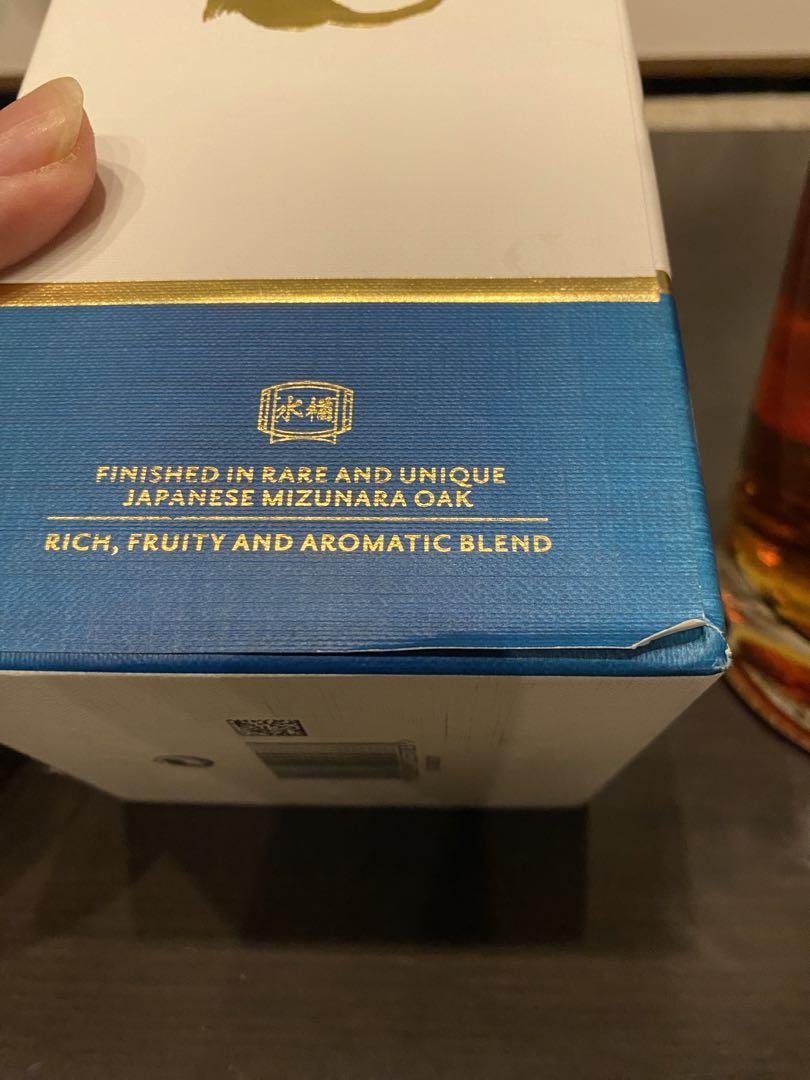 水楢
FINISHED IN RARE AND UNIQUE
JAPANESE MIZUNARA OAK
RICH, FRUITY AND AROMATIC BLEND